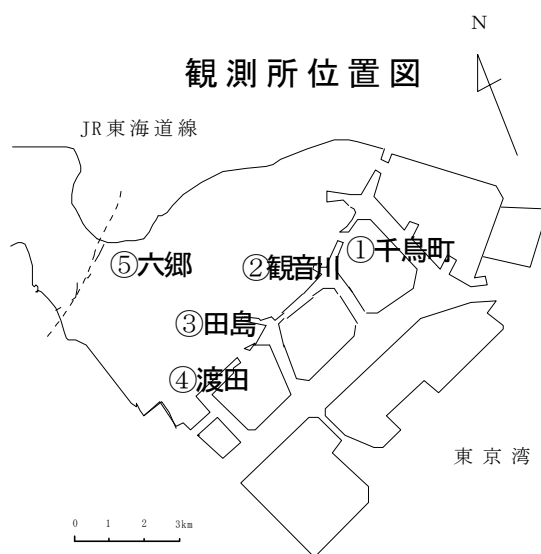 N
観測所位置図
JR東海道線
①千鳥町
②観音川
⑤六郷
③田島
④渡田
東京湾
0 1 2 3km